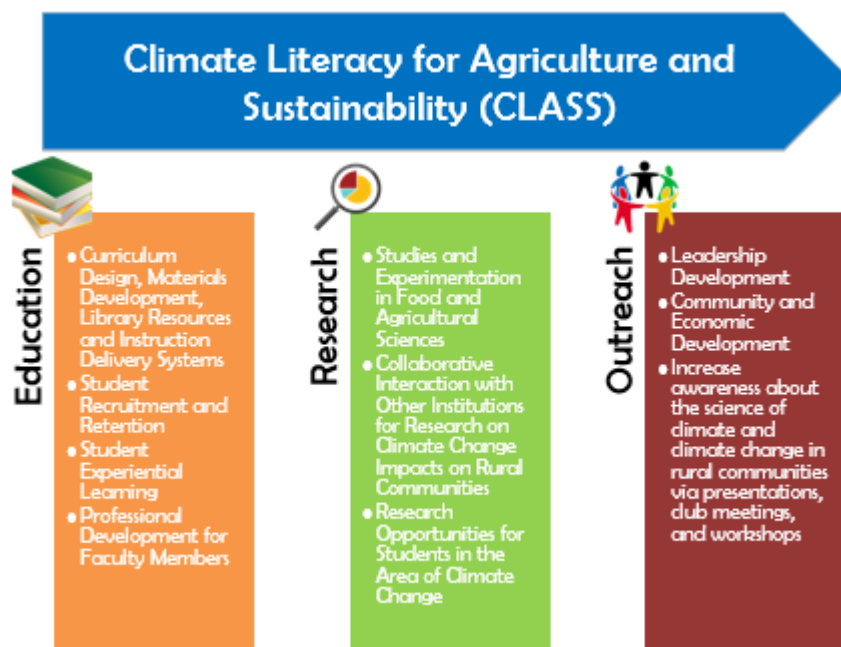 Climate Literacy for Agriculture and
Sustainability (CLASS)
Education
• Curriculum
Design, Materials
Development,
Library Resources
and Instruction
Delivery Systems
• Student
Recruitment and
Retention
• Student
Experiential
Learning
• Professional
Development for
Faculty Members
Research
• Studies and
Experimentation
in Food and
Agricultural
Sciences
• Collaborative
Interaction with
Other Institutions
for Research on
Climate Change
Impacts on Rural
Communities
• Research
Opportunities for
Students in the
Area of Climate
Change
Outreach
• Leadership
Development
• Community and
Economic
Development
• Increase
awareness about
the science of
climate and
climate change in
rural communities
via presentations,
club meetings,
and workshops